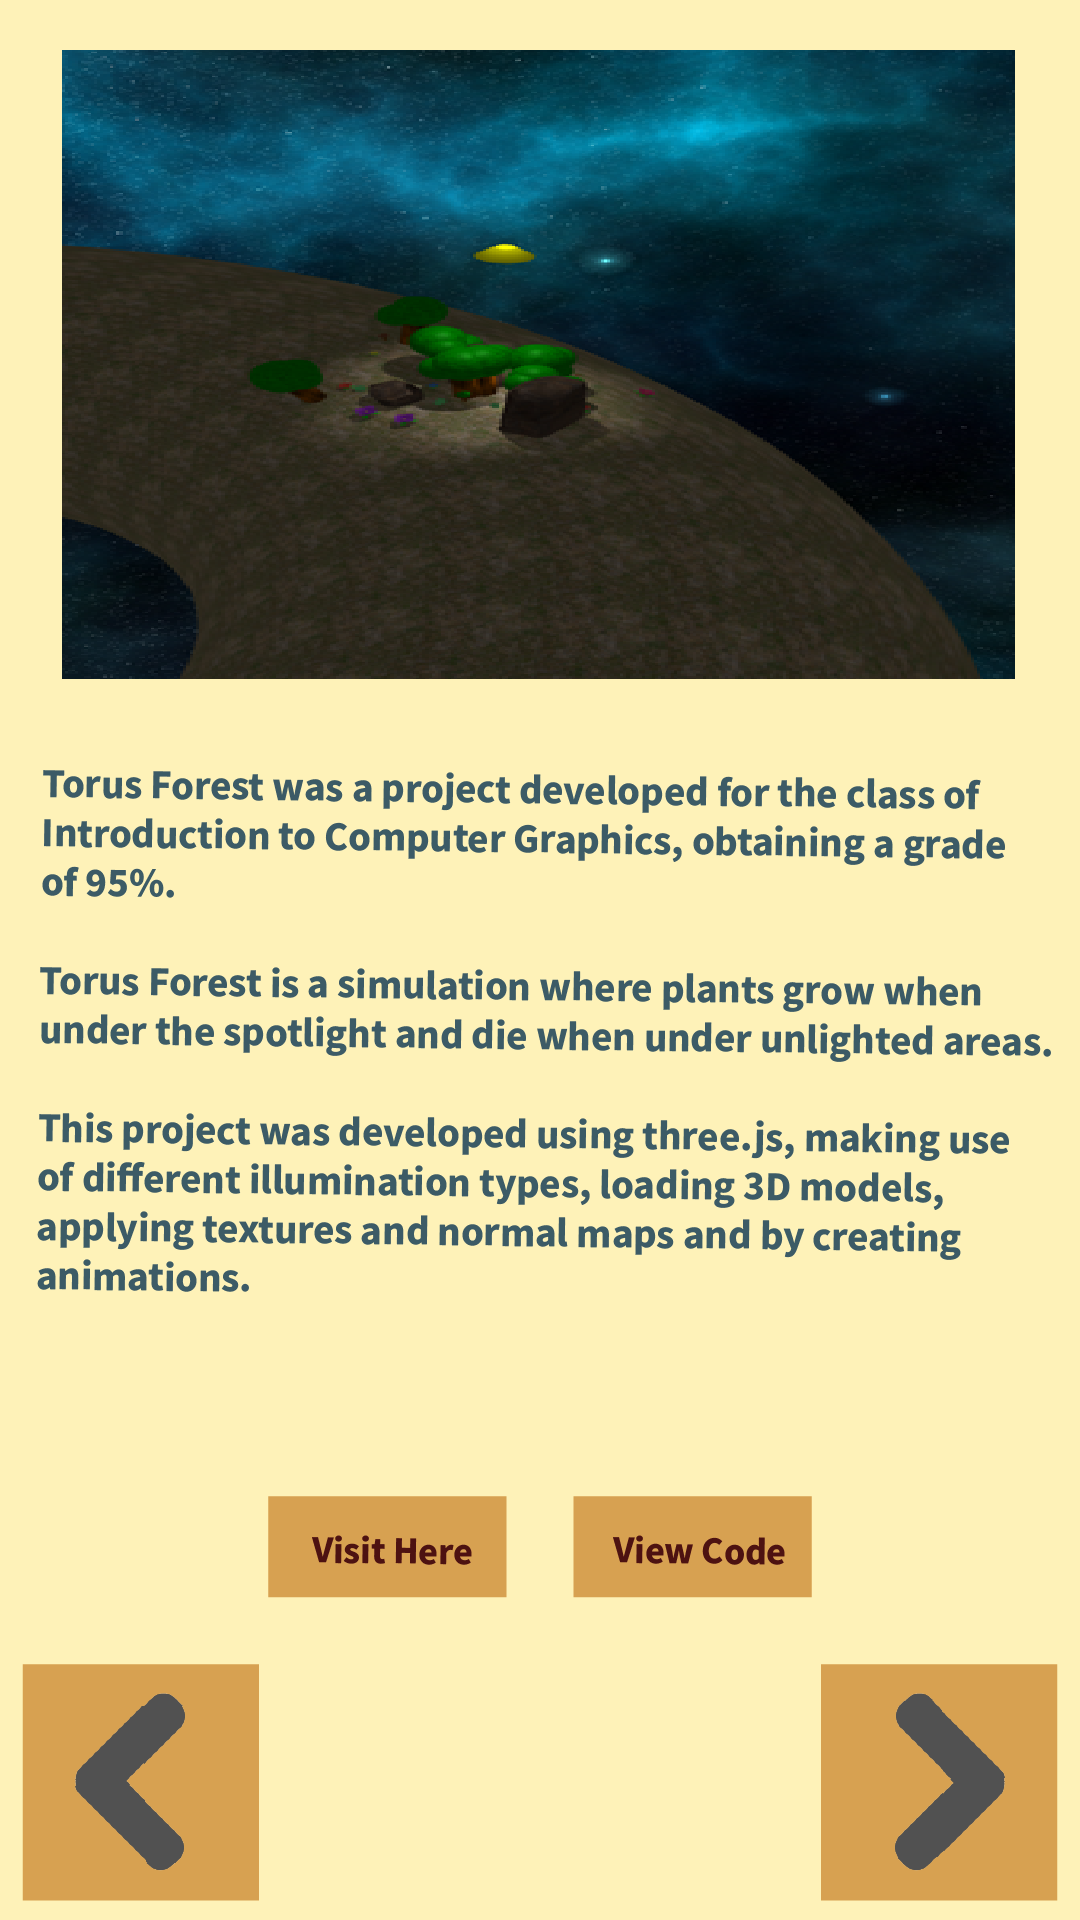 Torus Forest was a project developed for the class of
Introduction to Computer Graphics, obtaining a grade
of 95%.
Torus Forest is a simulation where plants grow when
under the spotlight and die when under unlighted areas.
This project was developed using three.js, making use
of different illumination types, loading 3D models,
applying textures and normal maps and by creating
animations.
Visit Here
View Code